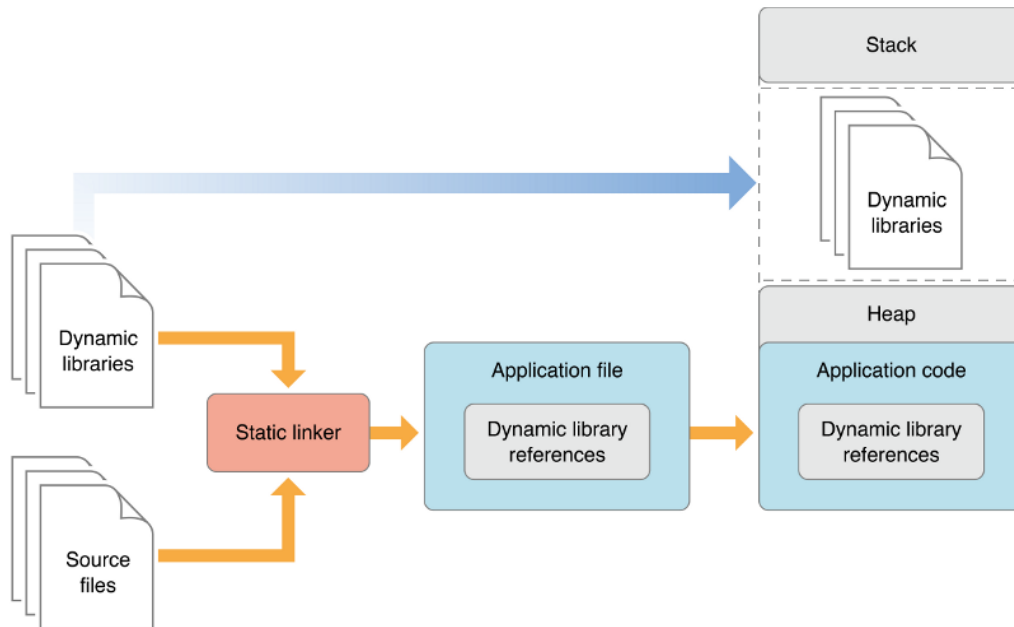 Stack
Dynamic
libraries
Dynamic
libraries
Heap
Application file
Application code
Static linker
Dynamic library
references
Dynamic library
references
Source
files